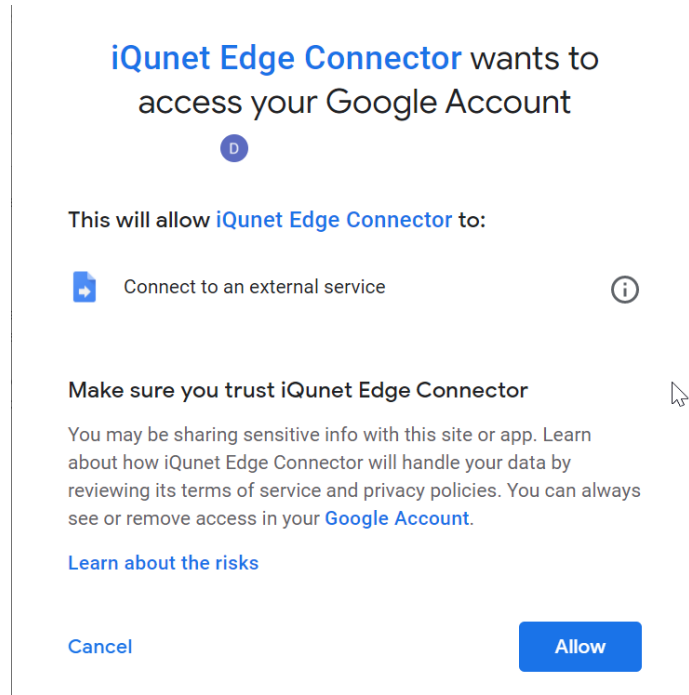 iQunet Edge Connector wants to
access your Google Account
D
This will allow iQunet Edge Connector to:
Connect to an external service
Make sure you trust iQunet Edge Connector
You may be sharing sensitive info with this site or app. Learn
about how iQunet Edge Connector will handle your data by
reviewing its terms of service and privacy policies. You can always
see or remove access in your Google Account.
Learn about the risks
Cancel
Allow